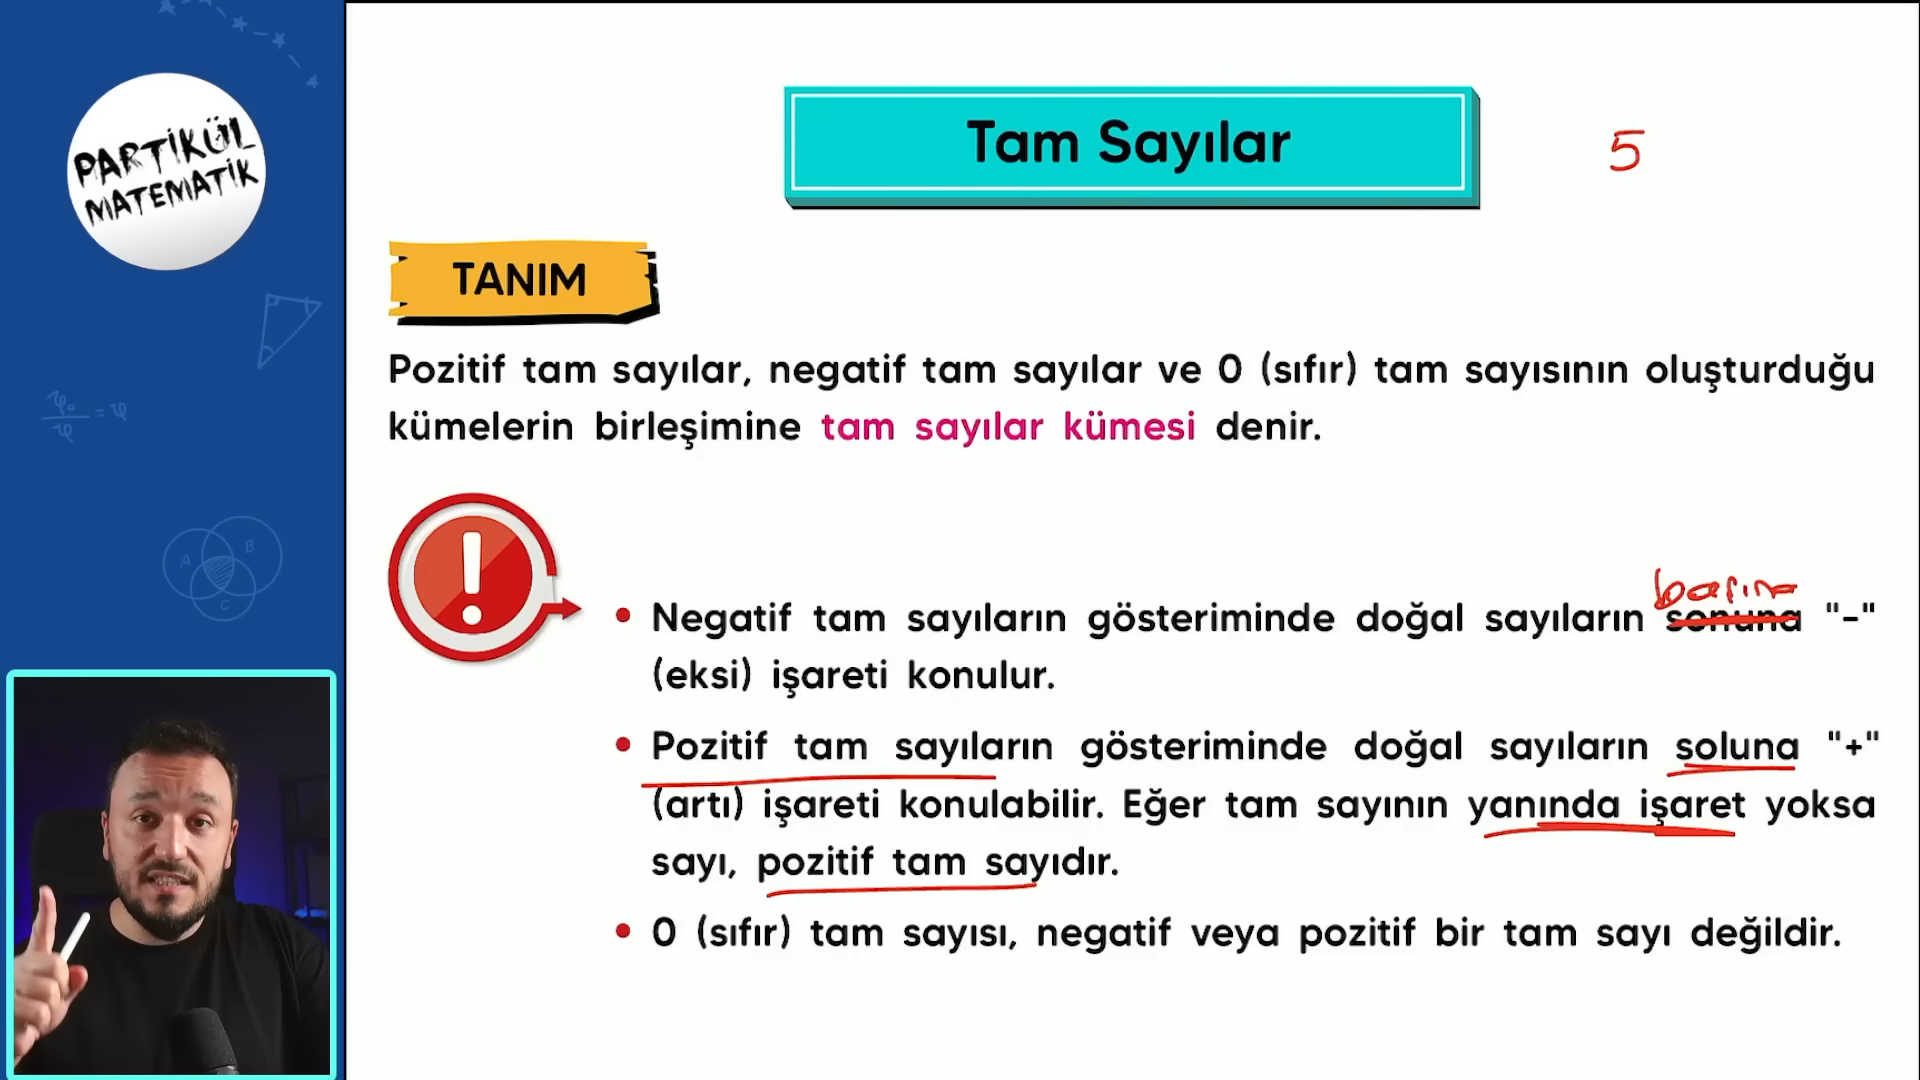 PARTİKÜL
MATEMATİK
Tam Sayılar
5
TANIM
Pozitif tam sayılar, negatif tam sayılar ve 0 (sıfır) tam sayısının oluşturduğu
kümelerin birleşimine tam sayılar kümesi denir.
başına
Negatif tam sayıların gösteriminde doğal sayıların sonuna "-"
(eksi) işareti konulur.
Pozitif tam sayıların gösteriminde doğal sayıların soluna "+"
(artı) işareti konulabilir. Eğer tam sayının yanında işaret yoksa
sayı, pozitif tam sayıdır.
0 (sıfır) tam sayısı, negatif veya pozitif bir tam sayı değildir.
A
B
C